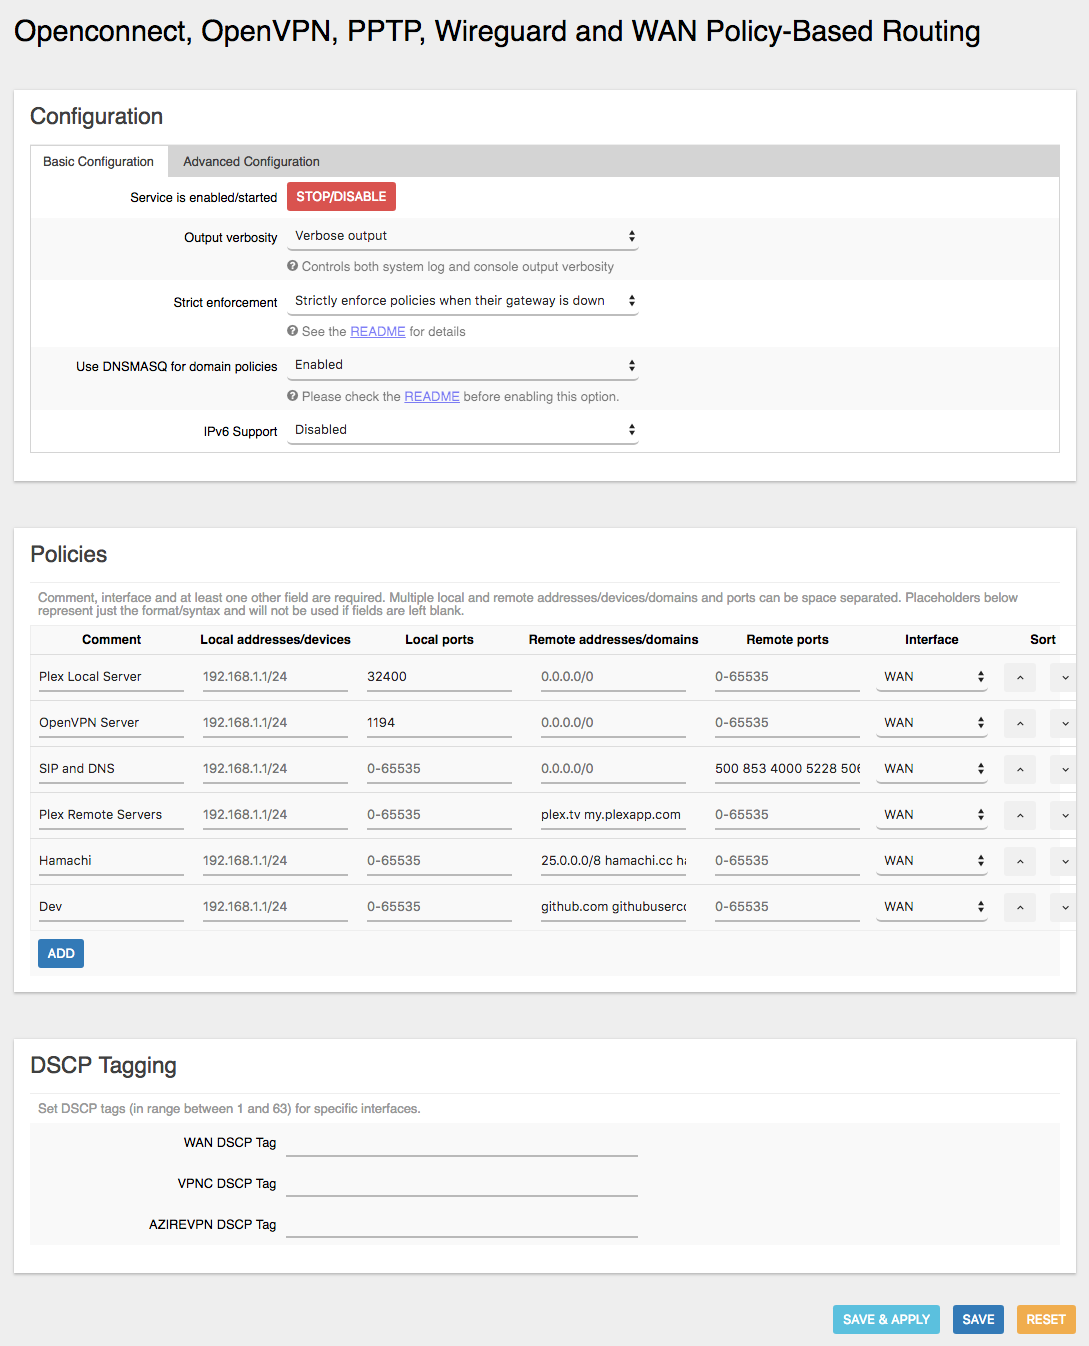 Openconnect, OpenVPN, PPTP, Wireguard and WAN Policy-Based Routing
Configuration
Basic Configuration Advanced Configuration
Service is enabled/started STOP/DISABLE
Output verbosity Verbose output
Controls both system log and console output verbosity
Strict enforcement Strictly enforce policies when their gateway is down
See the README for details
Use DNSMASQ for domain policies Enabled
Please check the README before enabling this option.
IPv6 Support Disabled
Policies
Comment, interface and at least one other field are required. Multiple local and remote addresses/devices/domains and ports can be space separated. Placeholders below
represent just the format/syntax and will not be used if fields are left blank.
Comment Local addresses/devices Local ports Remote addresses/domains Remote ports Interface Sort
Plex Local Server 192.168.1.1/24 32400 0.0.0.0/0 0-65535 WAN
OpenVPN Server 192.168.1.1/24 1194 0.0.0.0/0 0-65535 WAN
SIP and DNS 192.168.1.1/24 0-65535 0.0.0.0/0 500 853 4000 5228 506 WAN
Plex Remote Servers 192.168.1.1/24 0-65535 plex.tv my.plexapp.com 0-65535 WAN
Hamachi 192.168.1.1/24 0-65535 25.0.0.0/8 hamachi.cc 0-65535 WAN
Dev 192.168.1.1/24 0-65535 github.com 0-65535 WAN
ADD
DSCP Tagging
Set DSCP tags (in range between 1 and 63) for specific interfaces.
WAN DSCP Tag
VPNC DSCP Tag
AZIREVPN DSCP Tag
SAVE & APPLY SAVE RESET